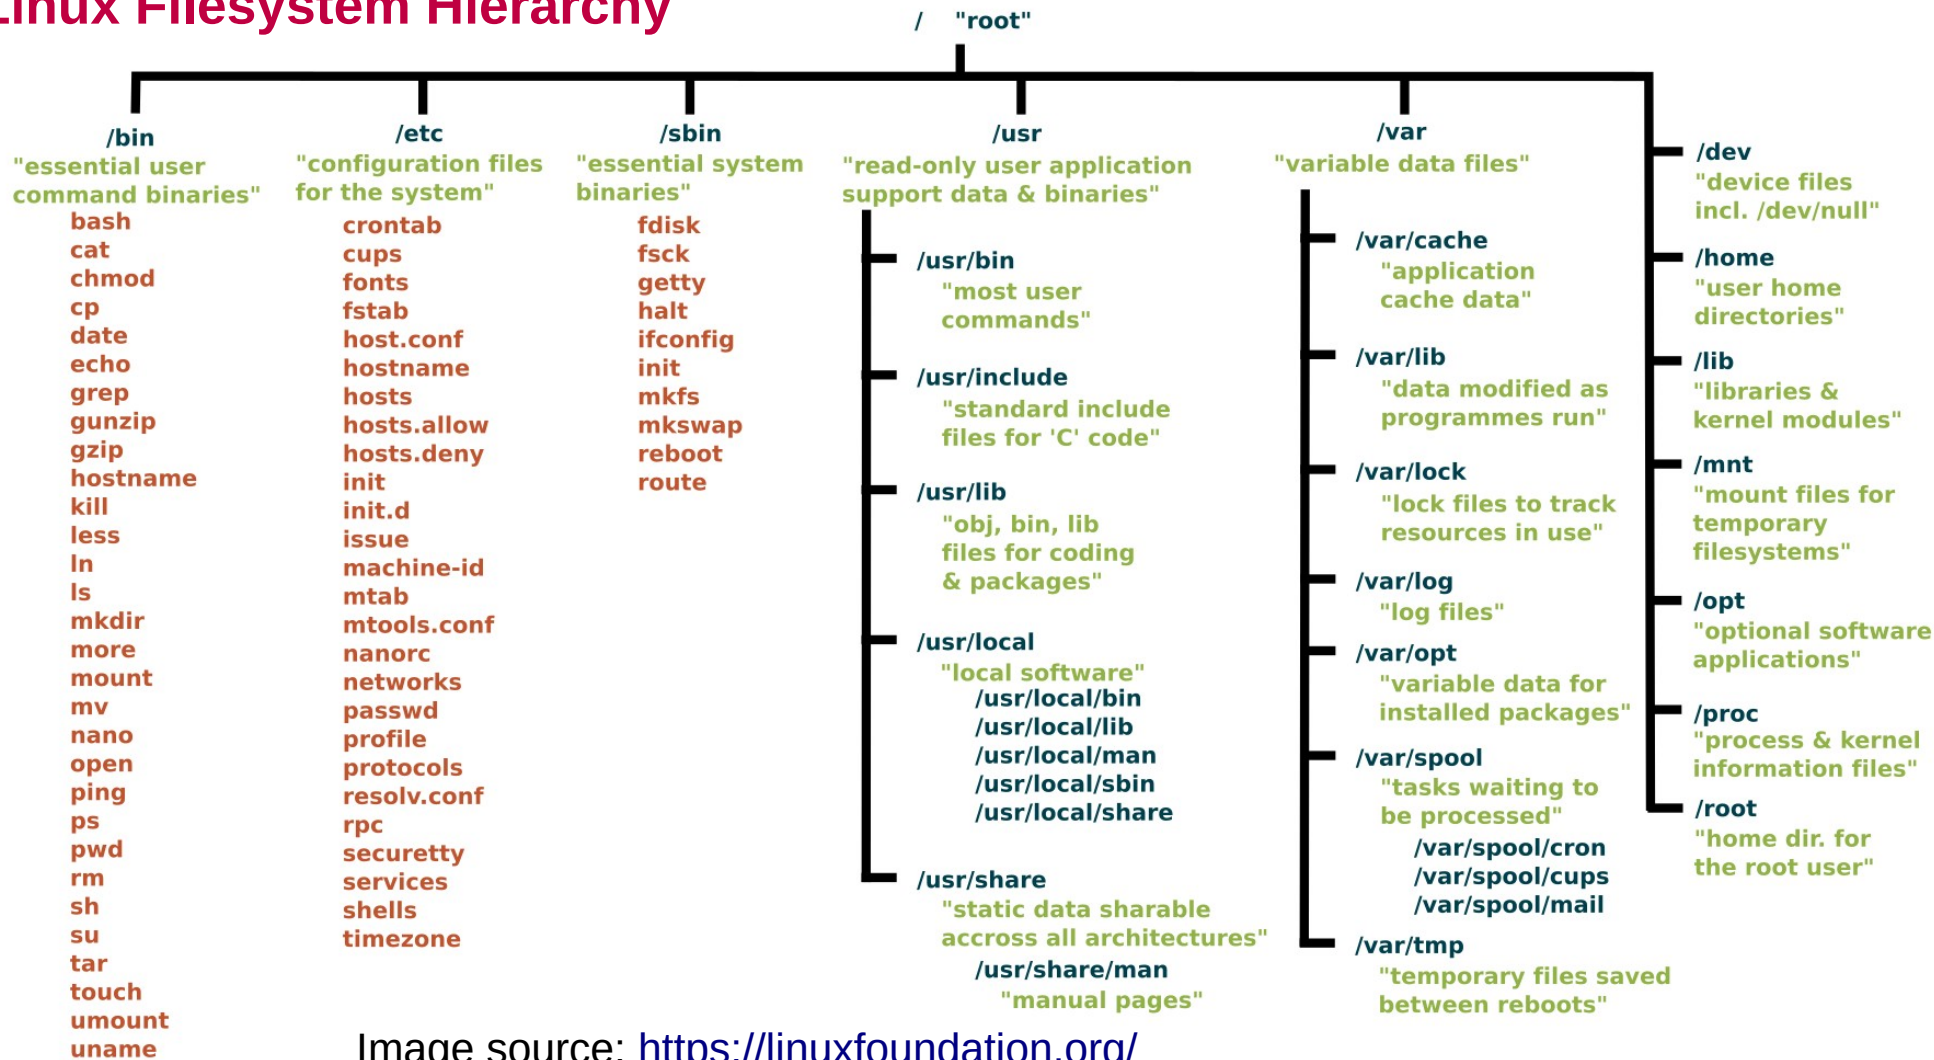 Linux Filesystem Hierarchy
/ "root"
/bin
"essential user
command binaries"
bash
cat
chmod
cp
date
echo
grep
gunzip
gzip
hostname
kill
less
ln
ls
mkdir
more
mount
mv
nano
open
ping
ps
pwd
rm
sh
su
tar
touch
umount
uname
/etc
"configuration files
for the system"
crontab
cups
fonts
fstab
host.conf
hostname
hosts
hosts.allow
hosts.deny
init
init.d
issue
machine-id
mtab
mtools.conf
nanorc
networks
passwd
profile
protocols
resolv.conf
rpc
securetty
services
shells
timezone
/sbin
"essential system
binaries"
fdisk
fsck
getty
halt
ifconfig
init
mkfs
mkswap
reboot
route
/usr
"read-only user application
support data & binaries"
/usr/bin
"most user
commands"
/usr/include
"standard include
files for 'C' code"
/usr/lib
"obj, bin, lib
files for coding
& packages"
/usr/local
"local software"
/usr/local/bin
/usr/local/lib
/usr/local/man
/usr/local/sbin
/usr/local/share
/usr/share
"static data sharable
accross all architectures"
/usr/share/man
"manual pages"
/var
"variable data files"
/var/cache
"application
cache data"
/var/lib
"data modified as
programmes run"
/var/lock
"lock files to track
resources in use"
/var/log
"log files"
/var/opt
"variable data for
installed packages"
/var/spool
"tasks waiting to
be processed"
/var/spool/cron
/var/spool/cups
/var/spool/mail
/var/tmp
"temporary files saved
between reboots"
/dev
"device files
incl. /dev/null"
/home
"user home
directories"
/lib
"libraries &
kernel modules"
/mnt
"mount files for
temporary
filesystems"
/opt
"optional software
applications"
/proc
"process & kernel
information files"
/root
"home dir. for
the root user"
Image source: https://linuxfoundation.org/